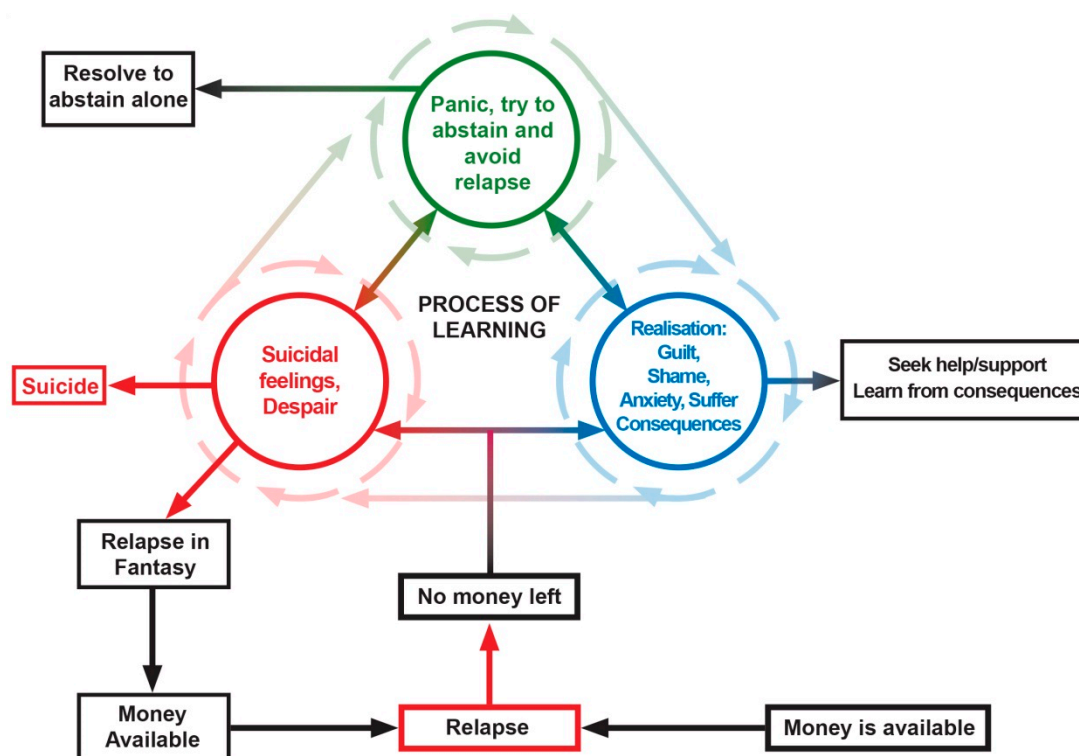 Resolve to
abstain alone
Panic, try to
abstain and
avoid
relapse
PROCESS OF
LEARNING
Suicidal
feelings,
Despair
Realisation:
Guilt,
Shame,
Anxiety, Suffer
Consequences
Suicide
Seek help/support
Learn from consequences
Relapse in
Fantasy
No money left
Money
Available
Relapse
Money is available